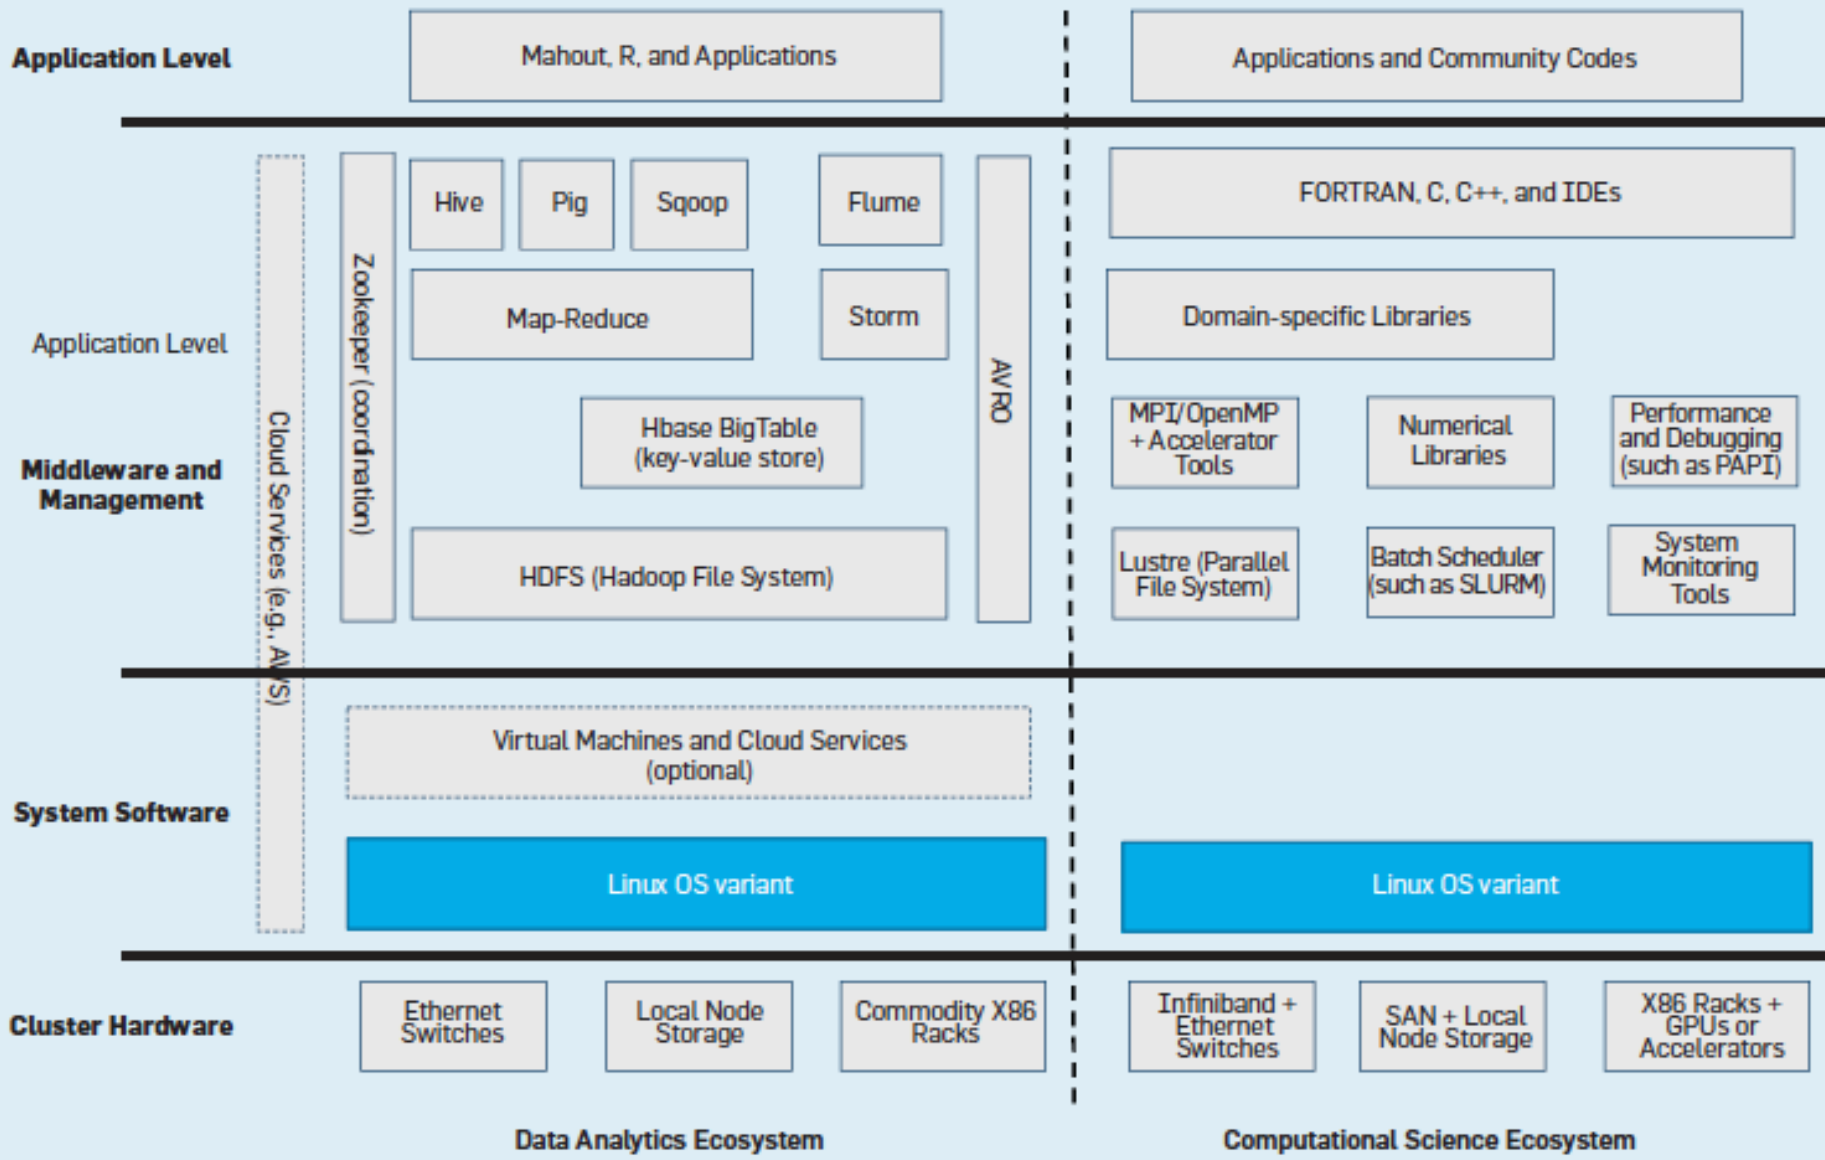 Application Level
Mahout, R, and Applications
Applications and Community Codes
Cloud Services (e.g., AWS)
Zookeeper (coordination)
Hive
Pig
Sqoop
Flume
AVRO
FORTRAN, C, C++, and IDEs
Application Level
Map-Reduce
Storm
Domain-specific Libraries
Middleware and
Management
Hbase BigTable
(key-value store)
MPI/OpenMP
+ Accelerator
Tools
Numerical
Libraries
Performance
and Debugging
(such as PAPI)
HDFS (Hadoop File System)
Lustre (Parallel
File System)
Batch Scheduler
(such as SLURM)
System
Monitoring
Tools
System Software
Virtual Machines and Cloud Services
(optional)
Linux OS variant
Linux OS variant
Cluster Hardware
Ethernet
Switches
Local Node
Storage
Commodity X86
Racks
Infiniband +
Ethernet
Switches
SAN + Local
Node Storage
X86 Racks +
GPUs or
Accelerators
Data Analytics Ecosystem
Computational Science Ecosystem